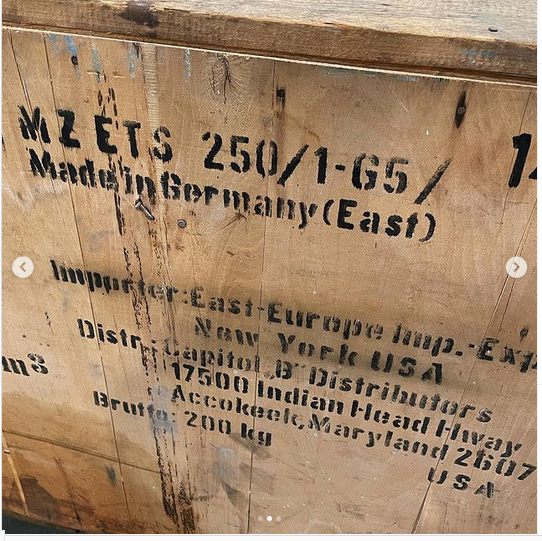 MZ ETS 250/1-G5/ 1
Made in Germany (East)
Importer: East-Europe Imp.-Exp
New York USA
Distr.: Capitol „B" Distributors
m3
17500 Indian Head Hway
Accokeek, Maryland 2607
Brutto: 200 kg
USA